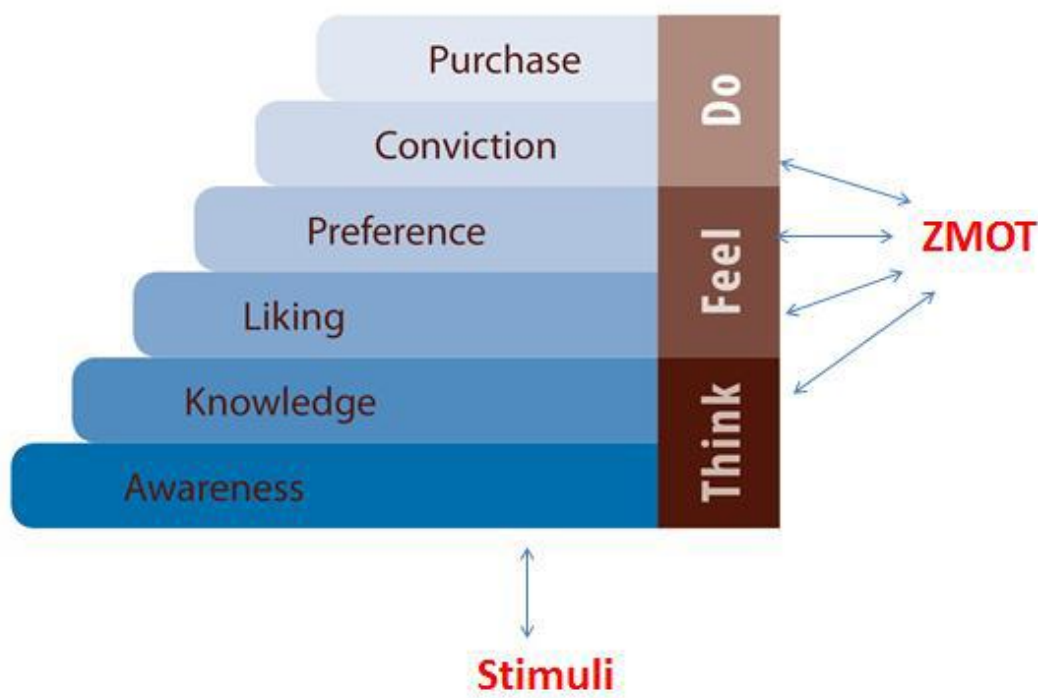 Purchase
Conviction
Do
Preference
Liking
Feel
ZMOT
Knowledge
Awareness
Think
Stimuli